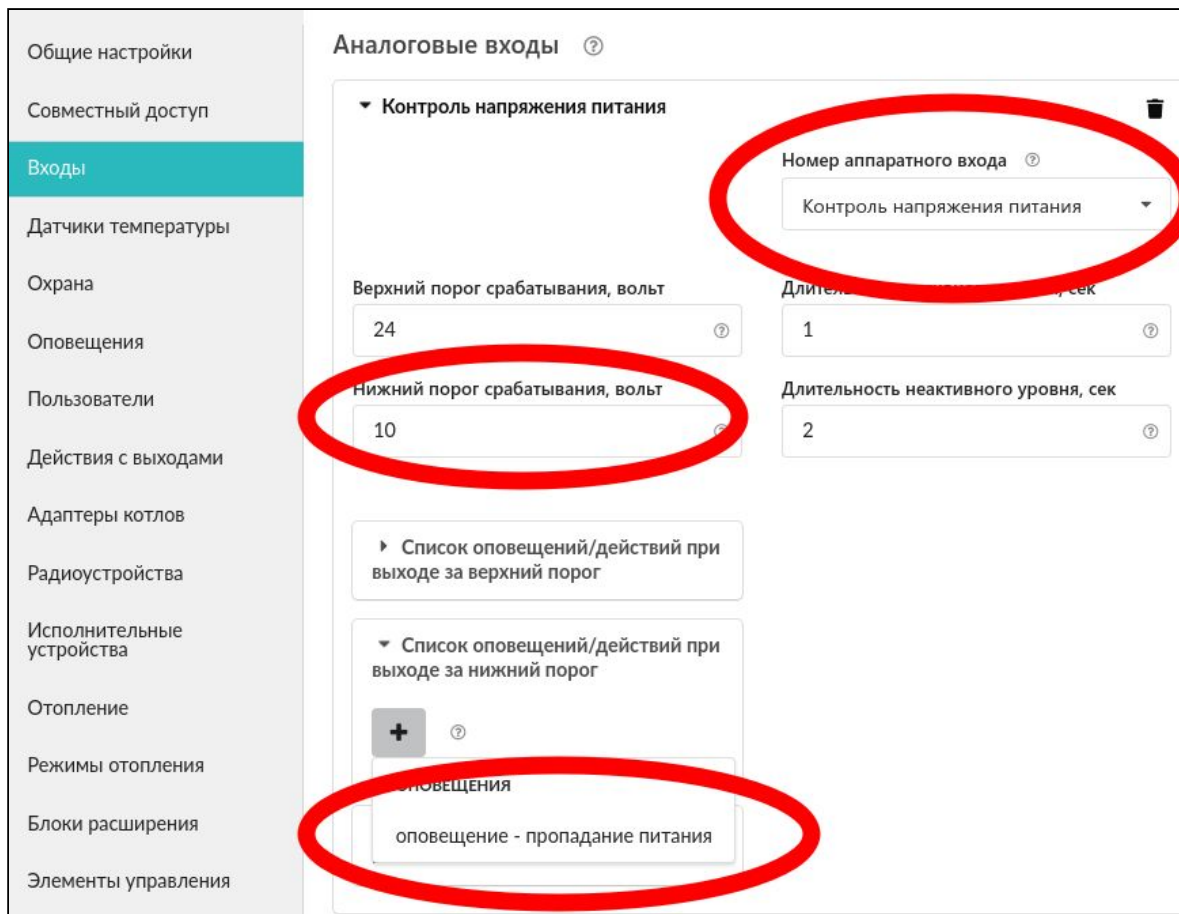 Общие настройки
Совместный доступ
Входы
Датчики температуры
Охрана
Оповещения
Пользователи
Действия с выходами
Адаптеры котлов
Радиоустройства
Исполнительные
устройства
Отопление
Режимы отопления
Блоки расширения
Элементы управления
Аналоговые входы
Контроль напряжения питания
Номер аппаратного входа
Контроль напряжения питания
Верхний порог срабатывания, вольт
24
сек
1
Нижний порог срабатывания, вольт
10
Длительность неактивного уровня, сек
2
Список оповещений/действий при
выходе за верхний порог
Список оповещений/действий при
выходе за нижний порог
+
ОПОВЕЩЕНИЯ
оповещение - пропадание питания